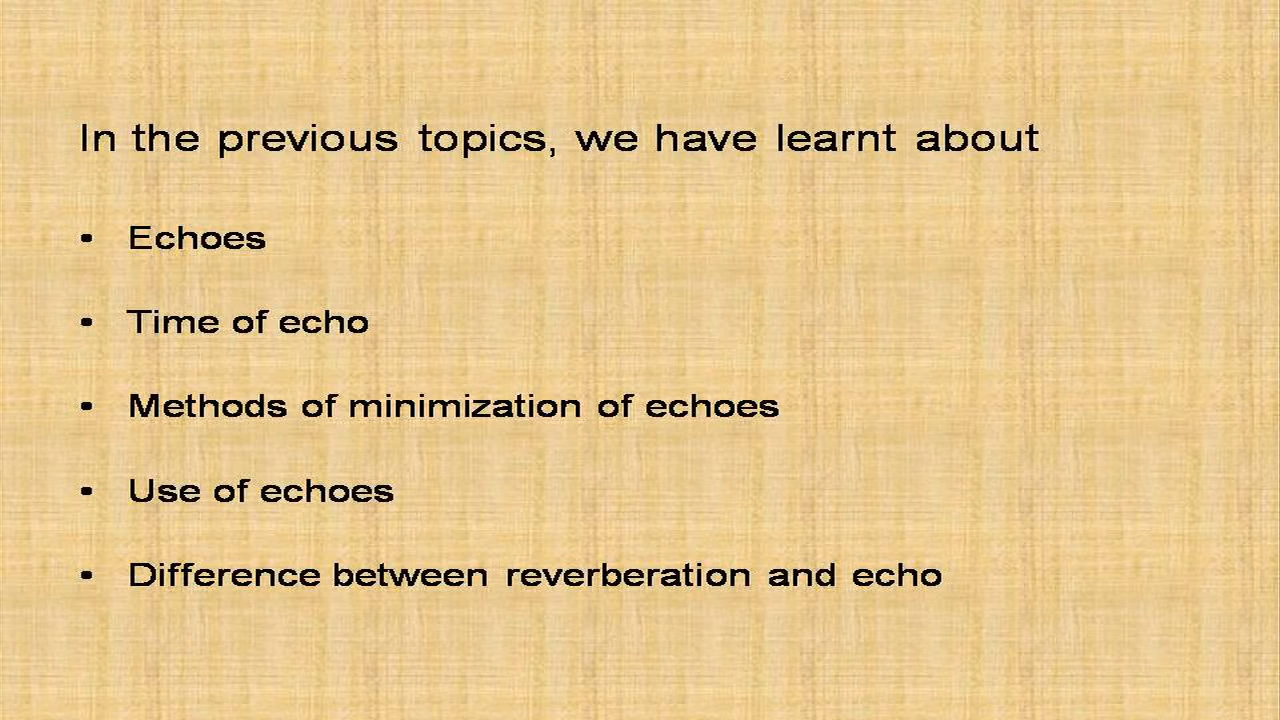 In the previous topics, we have learnt about
• Echoes
• Time of echo
• Methods of minimization of echoes
• Use of echoes
• Difference between reverberation and echo